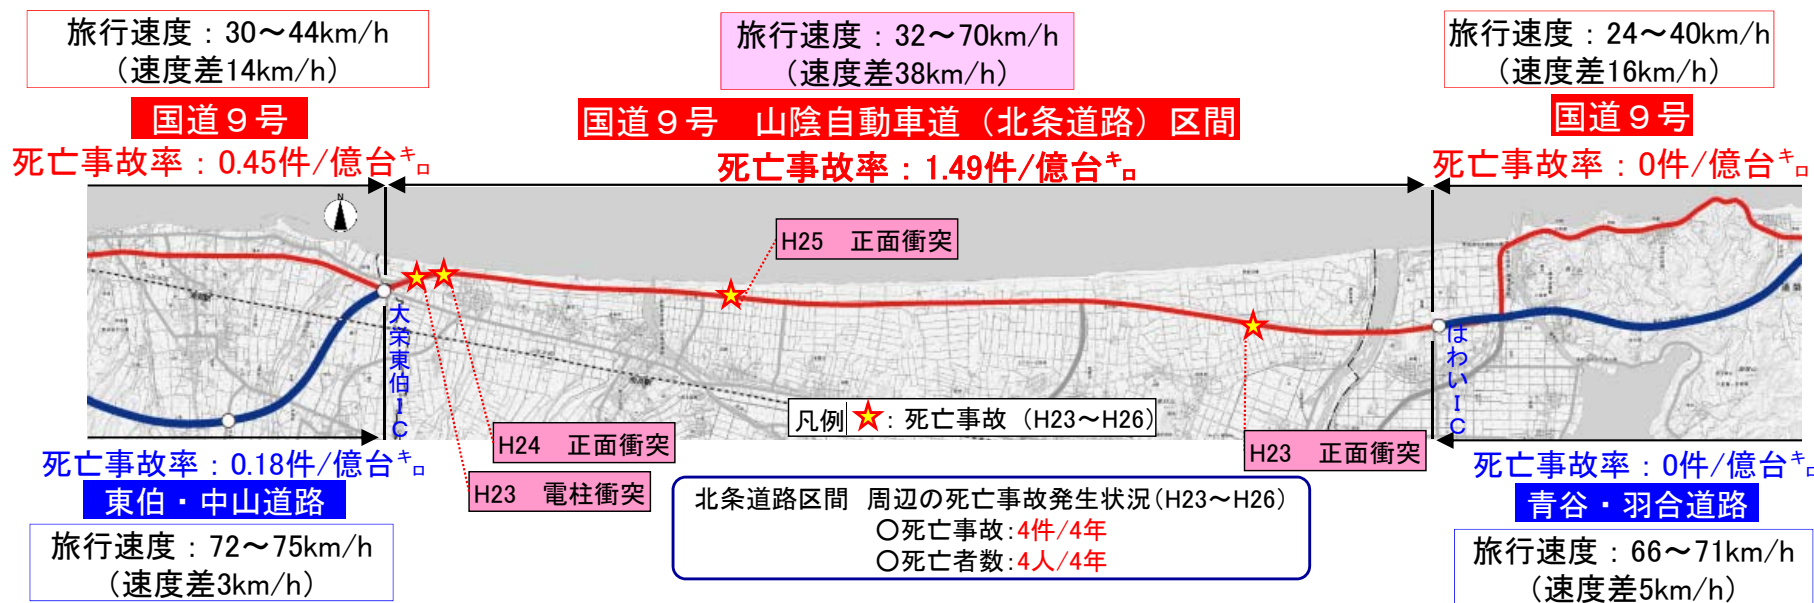 旅行速度：30～44km/h
（速度差14km/h）
国道９号
死亡事故率：0.45件/億台ｷﾛ
旅行速度：32～70km/h
（速度差38km/h）
国道９号　山陰自動車道（北条道路）区間
死亡事故率：1.49件/億台ｷﾛ
旅行速度：24～40km/h
（速度差16km/h）
国道９号
死亡事故率：0件/億台ｷﾛ
N
H25　正面衝突
大栄東伯ＩＣ
はわいＩＣ
凡例
：死亡事故（H23～H26）
H24　正面衝突
H23　電柱衝突
H23　正面衝突
死亡事故率：0.18件/億台ｷﾛ
東伯・中山道路
旅行速度：72～75km/h
（速度差3km/h）
北条道路区間　周辺の死亡事故発生状況（H23～H26）
○死亡事故：4件/4年
○死亡者数：4人/4年
死亡事故率：0件/億台ｷﾛ
青谷・羽合道路
旅行速度：66～71km/h
（速度差5km/h）